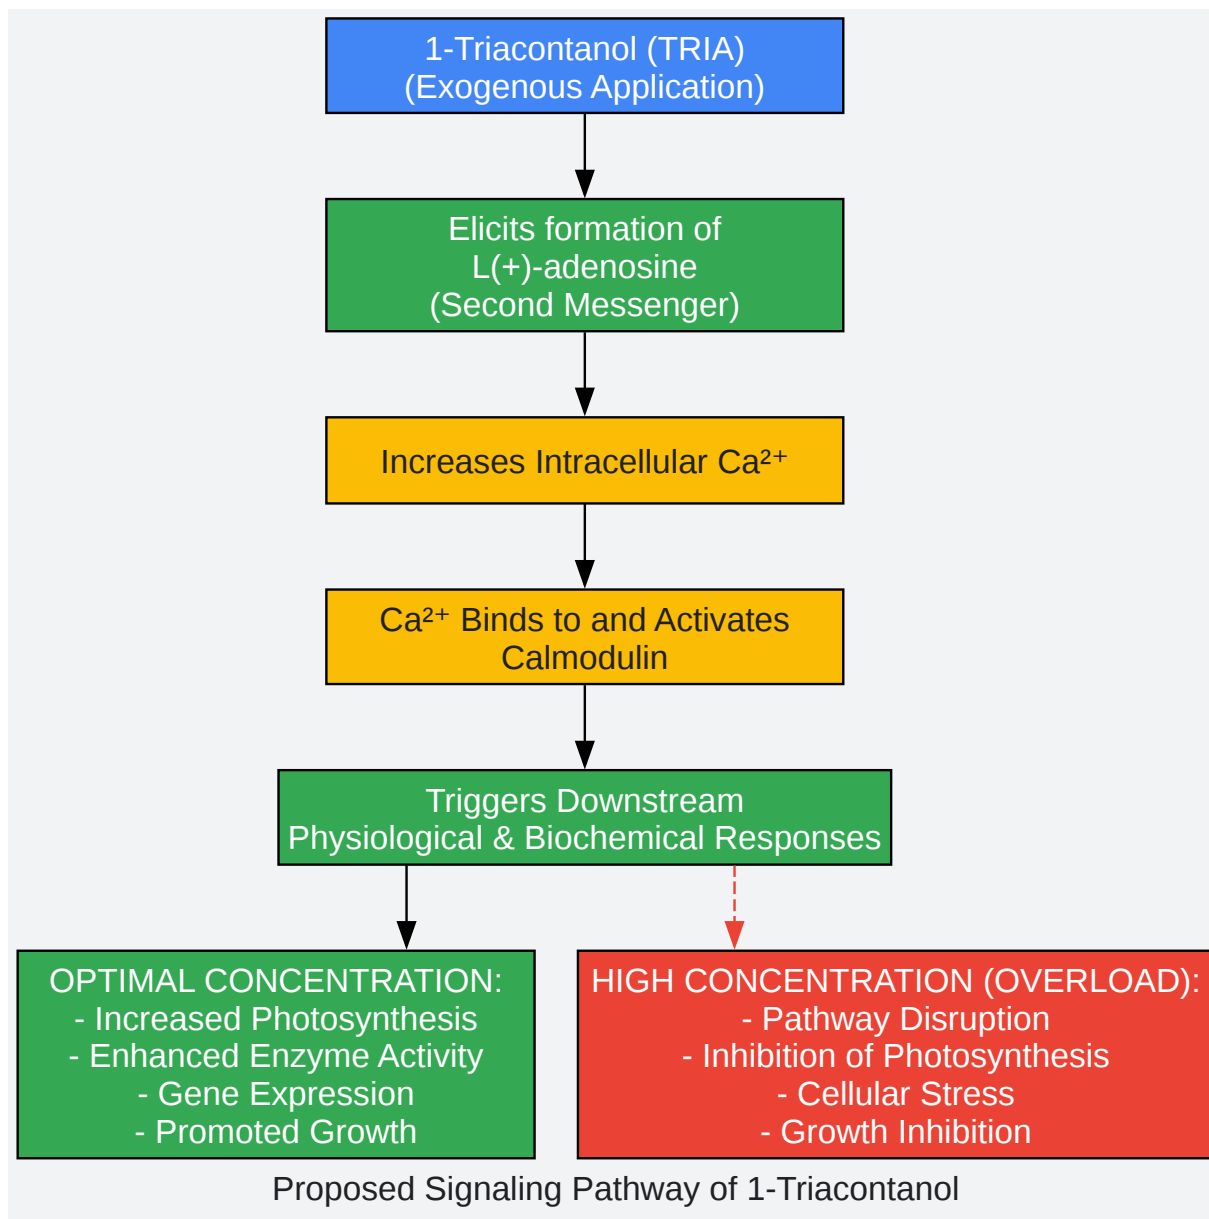 1-Triacontanol (TRIA)
(Exogenous Application)
Elicits formation of
L(+)-adenosine
(Second Messenger)
Increases Intracellular Ca²⁺
Ca²⁺ Binds to and Activates
Calmodulin
Triggers Downstream
Physiological & Biochemical Responses
OPTIMAL CONCENTRATION:
- Increased Photosynthesis
- Enhanced Enzyme Activity
- Gene Expression
- Promoted Growth
HIGH CONCENTRATION (OVERLOAD):
- Pathway Disruption
- Inhibition of Photosynthesis
- Cellular Stress
- Growth Inhibition
Proposed Signaling Pathway of 1-Triacontanol